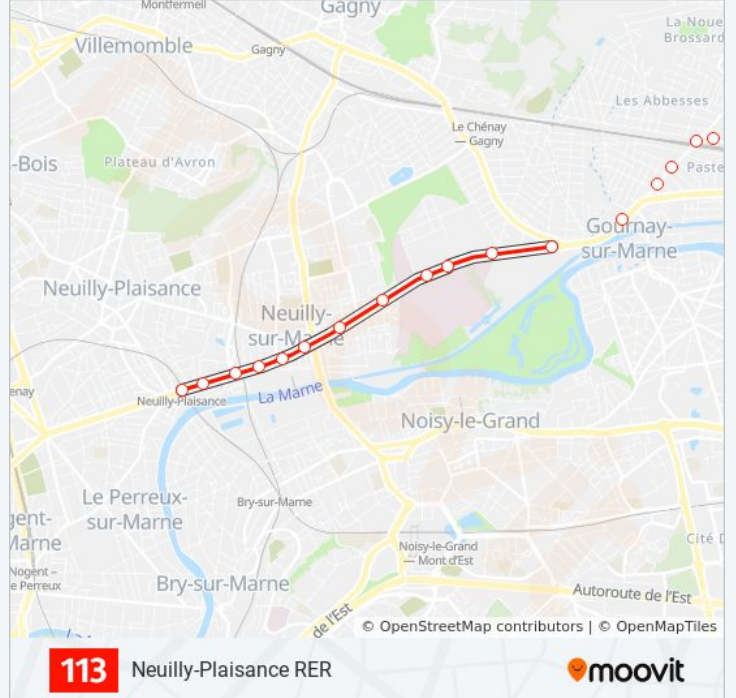 Montfermeil
Gagny
La Noue
Brossard
Villemomble
Gagny
Les Abbesses
Le Chénay
— Gagny
-Bois
Plateau d'Avron
Paste
Gournay-
sur-Marne
Neuilly-Plaisance
Neuilly-
sur-Marne
enay
Neuilly-Plaisance
La Marne
Noisy-le-Grand
Le Perreux-
sur-Marne
Bry-sur-Marne
gent-
Marne
Cité D
Noisy-le-Grand
— Mont d'Est
Nogent –
e Perreux
Bry-sur-Marne
Autoroute de l'Est
de l'Est
La M
© OpenStreetMap contributors | © OpenMapTiles
113
Neuilly-Plaisance RER
moovit